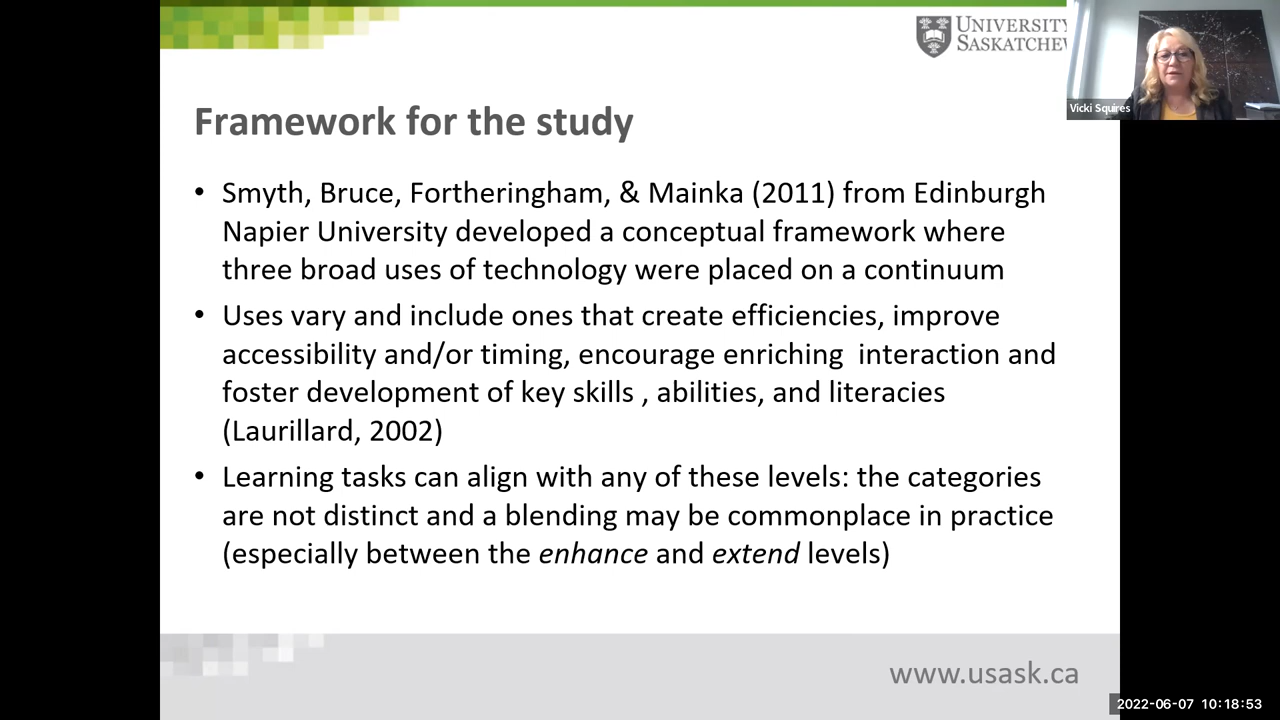 UNIVERSITY
SASKATCHEW
Vicki Squires
Framework for the study
• Smyth, Bruce, Fortheringham, & Mainka (2011) from Edinburgh
Napier University developed a conceptual framework where
three broad uses of technology were placed on a continuum
• Uses vary and include ones that create efficiencies, improve
accessibility and/or timing, encourage enriching  interaction and
foster development of key skills , abilities, and literacies
(Laurillard, 2002)
• Learning tasks can align with any of these levels: the categories
are not distinct and a blending may be commonplace in practice
(especially between the enhance and extend levels)
www.usask.ca
2022-06-07 10:18:53